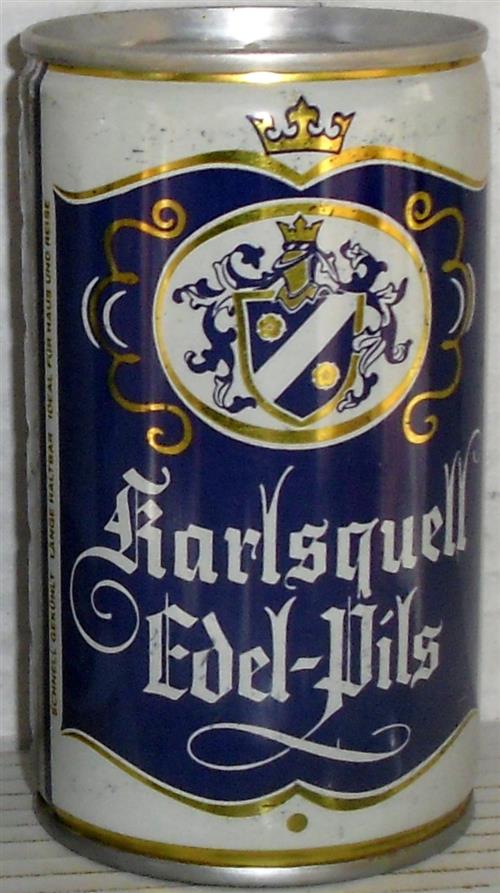 Karlsquell
Edel-Pils
SCHNELL GEKÜHLT LANGE HALTBAR IDEAL FÜR HAUS UND REISE